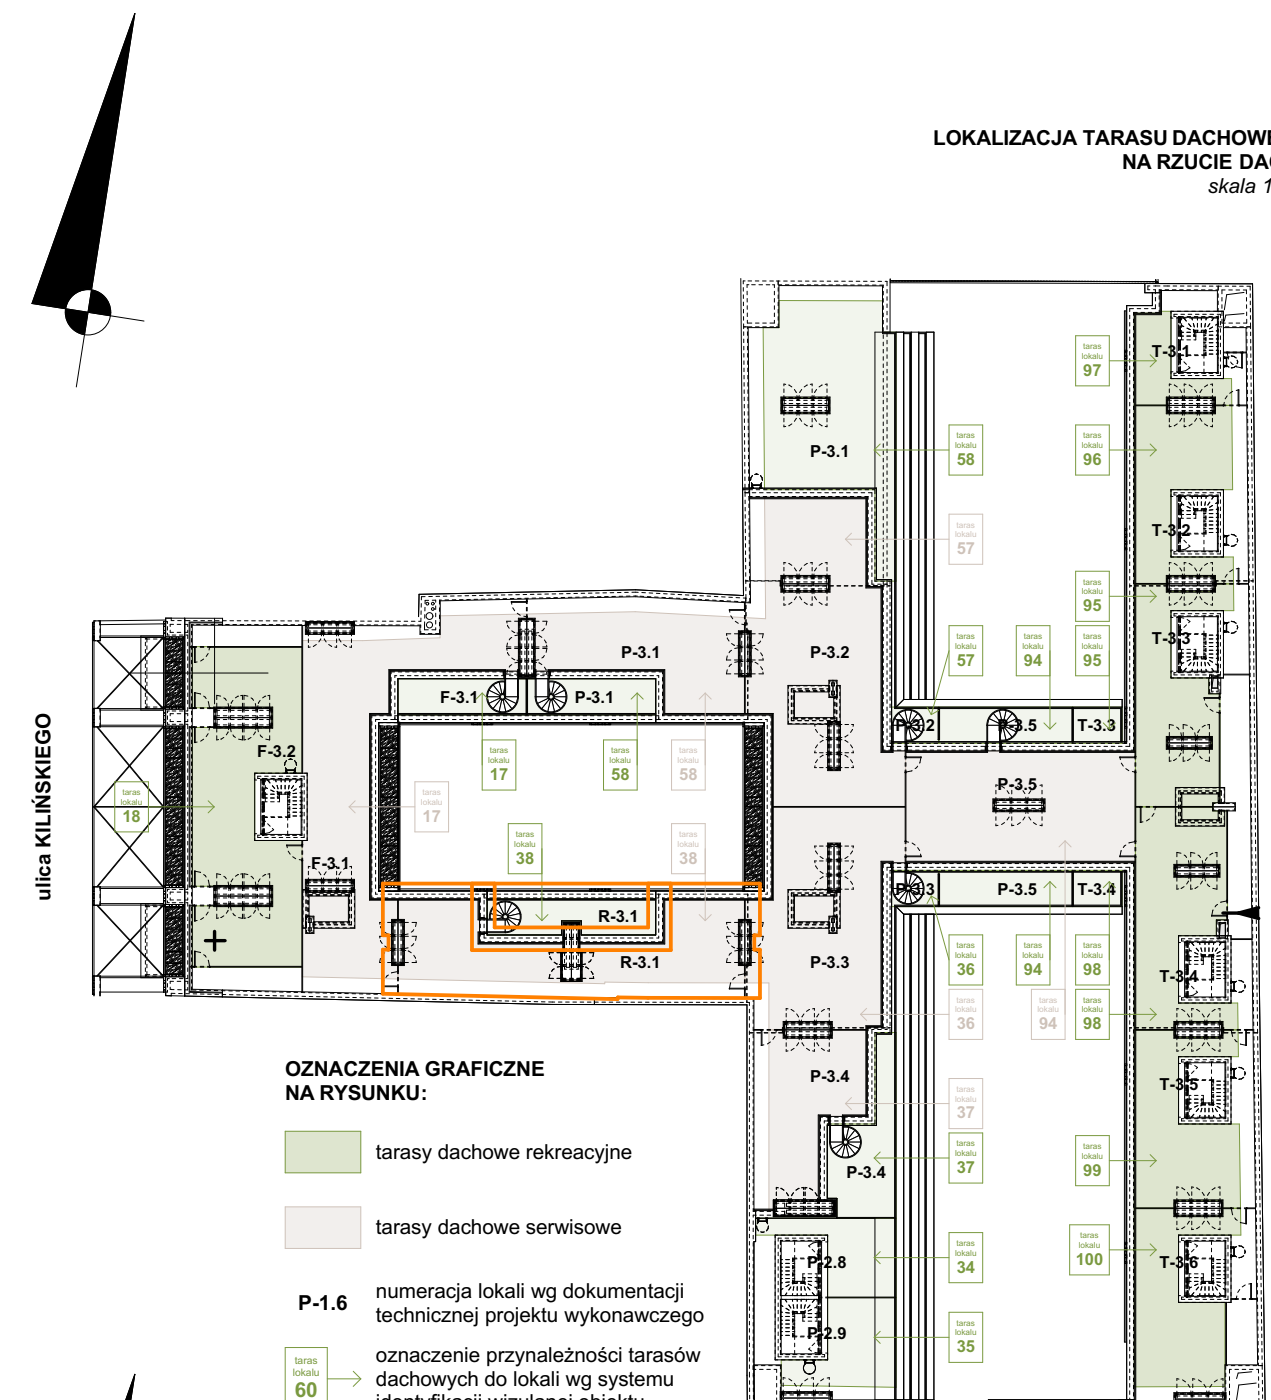 LOKALIZACJA TARASU DACHOWE
NA RZUCIE DA
skala 1
ulica KILIŃSKIEGO
taras lokalu 97
T-3.1
P-3.1
taras lokalu 58
taras lokalu 96
taras lokalu 57
T-3.2
taras lokalu 95
T-3.3
P-3.1
P-3.2
taras lokalu 57
taras lokalu 94
taras lokalu 95
F-3.1
P-3.1
P-3.2
P-3.5
T-3.3
F-3.2
taras lokalu 17
taras lokalu 58
taras lokalu 58
P-3.5
taras lokalu 18
taras lokalu 17
taras lokalu 38
taras lokalu 38
F-3.1
P-3.3
P-3.5
T-3.4
R-3.1
R-3.1
P-3.3
taras lokalu 36
taras lokalu 94
taras lokalu 98
T-3.4
taras lokalu 36
taras lokalu 94
taras lokalu 98
P-3.4
T-3.5
taras lokalu 37
taras lokalu 37
P-3.4
taras lokalu 99
P-2.8
taras lokalu 34
taras lokalu 100
T-3.6
P-2.9
taras lokalu 35
OZNACZENIA GRAFICZNE
NA RYSUNKU:
tarasy dachowe rekreacyjne
tarasy dachowe serwisowe
P-1.6
numeracja lokali wg dokumentacji
technicznej projektu wykonawczego
taras lokalu 60
oznaczenie przynależności tarasów
dachowych do lokali wg systemu
identyfikacji wizualnej obiektu